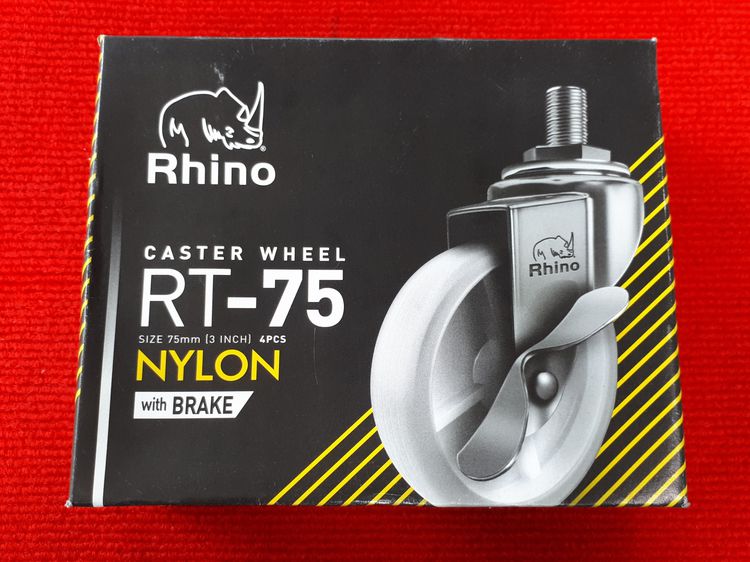 Rhino
CASTER WHEEL
RT-75
SIZE 75mm (3 INCH) 4PCS
NYLON
with BRAKE
Rhino